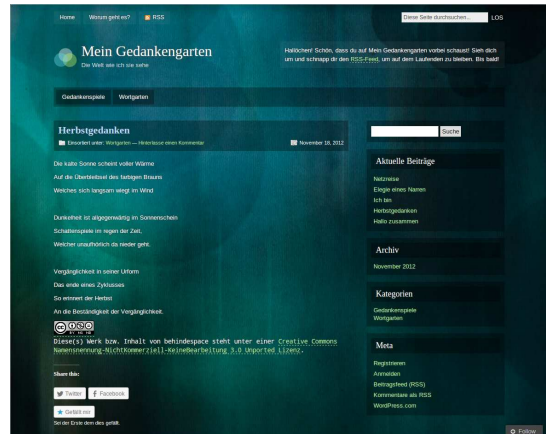 Home Worum geht es? RSS
Diese Seite durchsuchen... LOS
Mein Gedankengarten
Die Welt wie ich sie sehe
Hallöchen! Schön, dass du auf Mein Gedankengarten vorbei schaust! Sieh dich
um und schnapp dir den RSS-Feed, um auf dem Laufenden zu bleiben. Bis bald!
Gedankenspiele Wortgarten
Herbstgedanken
Einsortiert unter: Wortgarten — Hinterlasse einen Kommentar
November 18, 2012
Die kalte Sonne scheint voller Wärme
Auf die Überbleibsel des farbigen Brauns
Welches sich langsam wiegt im Wind
Dunkelheit ist allgegenwärtig im Sonnenschein
Schattenspiele im regen der Zeit,
Welcher unaufhörlich da nieder geht.
Vergänglichkeit in seiner Urform
Das ende eines Zyklusses
So erinnert der Herbst
An die Beständigkeit der Vergänglichkeit.
cc
BY NC ND
Diese(s) Werk bzw. Inhalt von behindespace steht unter einer Creative Commons
Namensnennung-NichtKommerziell-KeineBearbeitung 3.0 Unported Lizenz.
Share this:
Twitter Facebook
Gefällt mir
Sei der Erste dem dies gefällt.
Suche
Aktuelle Beiträge
Netzreise
Elegie eines Narren
Ich bin
Herbstgedanken
Hallo zusammen
Archiv
November 2012
Kategorien
Gedankenspiele
Wortgarten
Meta
Registrieren
Anmelden
Beitragsfeed (RSS)
Kommentare als RSS
WordPress.com
Follow